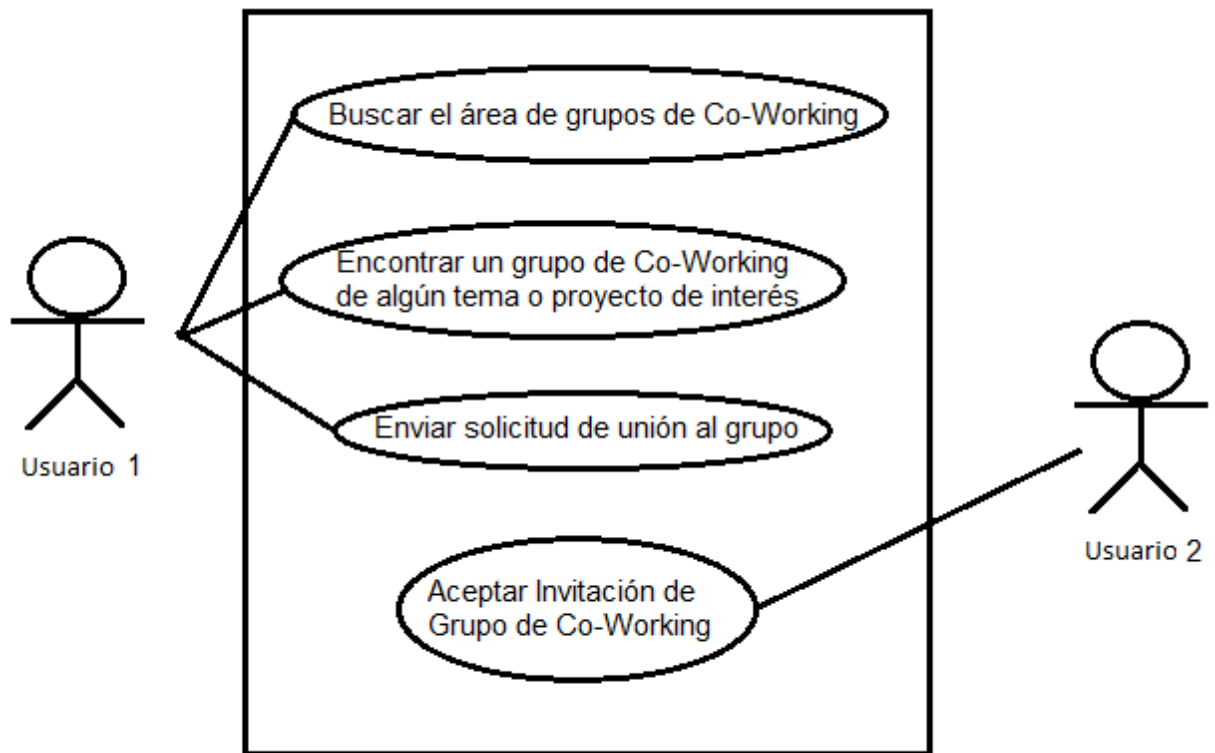 Buscar el área de grupos de Co-Working
Encontrar un grupo de Co-Working
de algún tema o proyecto de interés
Enviar solicitud de unión al grupo
Usuario 1
Aceptar Invitación de
Grupo de Co-Working
Usuario 2